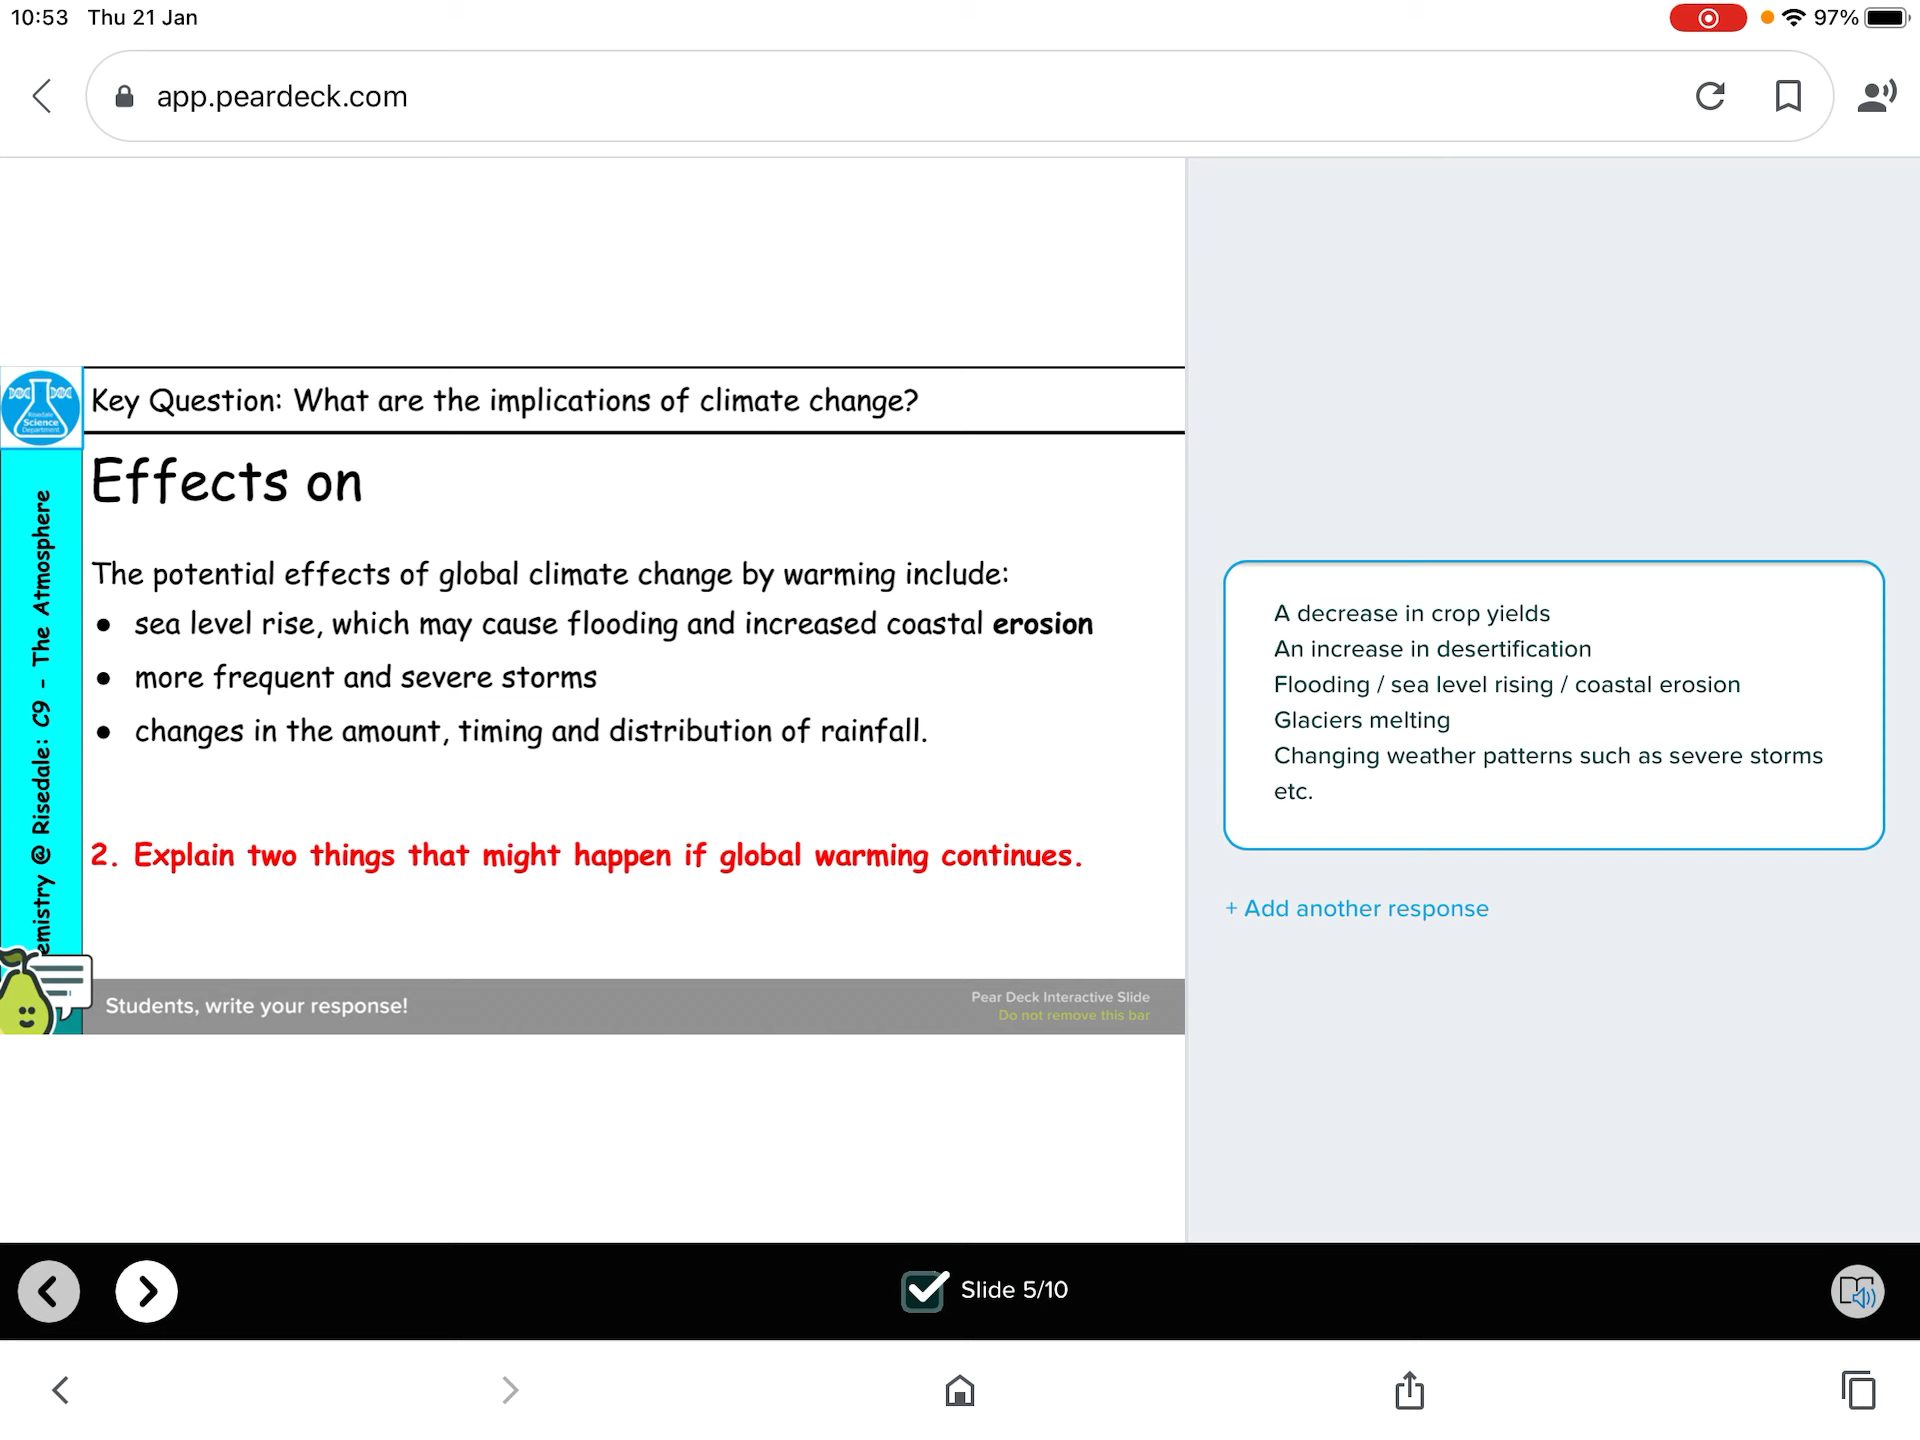 10:53 Thu 21 Jan
97%
app.peardeck.com
Key Question: What are the implications of climate change?
Risedale
Science
Department
Effects on
The potential effects of global climate change by warming include:
• sea level rise, which may cause flooding and increased coastal erosion
• more frequent and severe storms
• changes in the amount, timing and distribution of rainfall.
2. Explain two things that might happen if global warming continues.
emistry @ Risedale: C9 - The Atmosphere
Students, write your response!
Pear Deck Interactive Slide
Do not remove this bar
A decrease in crop yields
An increase in desertification
Flooding / sea level rising / coastal erosion
Glaciers melting
Changing weather patterns such as severe storms
etc.
+ Add another response
Slide 5/10